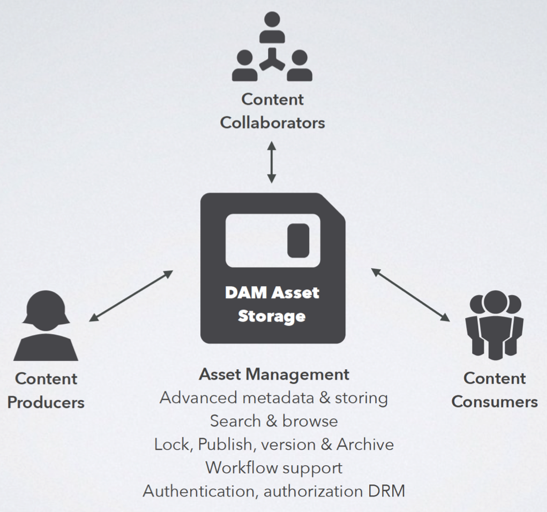 Content
Collaborators
DAM Asset
Storage
Content
Producers
Content
Consumers
Asset Management
Advanced metadata & storing
Search & browse
Lock, Publish, version & Archive
Workflow support
Authentication, authorization DRM